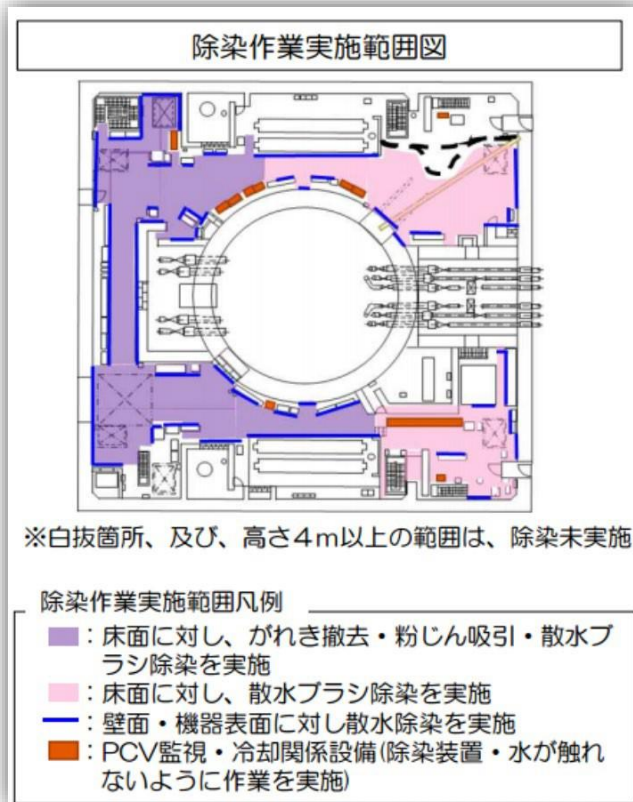 除染作業実施範囲図
※白抜箇所、及び、高さ4m以上の範囲は、除染未実施
除染作業実施範囲凡例
：床面に対し、がれき撤去・粉じん吸引・散水ブ
ラシ除染を実施
：床面に対し、散水ブラシ除染を実施
：壁面・機器表面に対し散水除染を実施
：PCV監視・冷却関係設備(除染装置・水が触れ
ないように作業を実施)